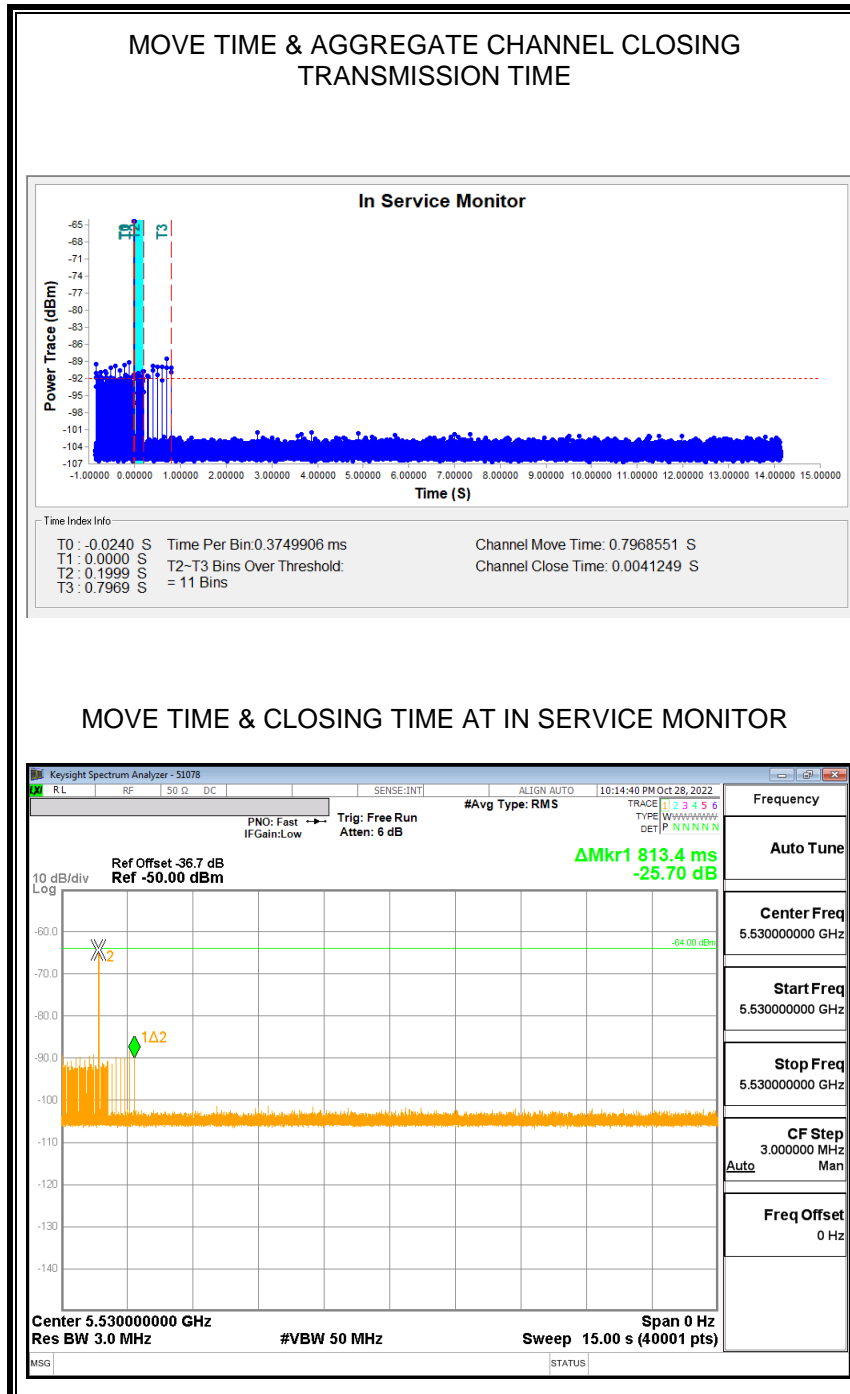 MOVE TIME & AGGREGATE CHANNEL CLOSING
TRANSMISSION TIME
In Service Monitor
T2
T3
Power Trace (dBm)
-65
-68
-71
-74
-77
-80
-83
-86
-89
-92
-95
-98
-101
-104
-107
-1.00000 0.00000 1.00000 2.00000 3.00000 4.00000 5.00000 6.00000 7.00000 8.00000 9.00000 10.00000 11.00000 12.00000 13.00000 14.00000 15.00000
Time (S)
Time Index Info
T0 : -0.0240 S Time Per Bin:0.3749906 ms Channel Move Time: 0.7968551 S
T1 : 0.0000 S
T2 : 0.1999 S T2~T3 Bins Over Threshold: Channel Close Time: 0.0041249 S
T3 : 0.7969 S = 11 Bins
MOVE TIME & CLOSING TIME AT IN SERVICE MONITOR
Keysight Spectrum Analyzer - 51078
LXI RL RF 50 Ω DC SENSE:INT ALIGN AUTO 10:14:40 PM Oct 28, 2022
PNO: Fast
IFGain:Low
Trig: Free Run
Atten: 6 dB
#Avg Type: RMS
TRACE 1 2 3 4 5 6
TYPE WWWWWW
DET P N N N N N
Ref Offset -36.7 dB
Ref -50.00 dBm
10 dB/div
Log
ΔMkr1 813.4 ms
-25.70 dB
-60.0
-70.0
-80.0
-90.0
-100
-110
-120
-130
-140
-64.00 dBm
2
1Δ2
Center 5.530000000 GHz Span 0 Hz
Res BW 3.0 MHz #VBW 50 MHz Sweep 15.00 s (40001 pts)
MSG STATUS
Frequency
Auto Tune
Center Freq
5.530000000 GHz
Start Freq
5.530000000 GHz
Stop Freq
5.530000000 GHz
CF Step
3.000000 MHz
Auto Man
Freq Offset
0 Hz